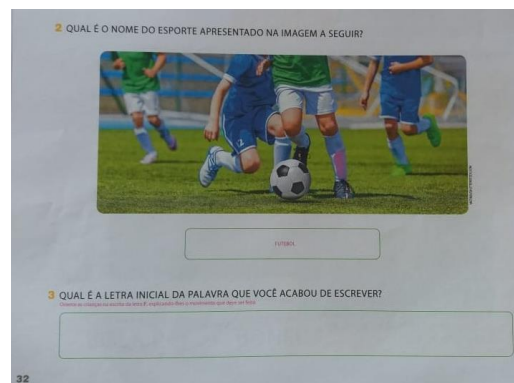 2 QUAL É O NOME DO ESPORTE APRESENTADO NA IMAGEM A SEGUIR?
FUTEBOL
3 QUAL É A LETRA INICIAL DA PALAVRA QUE VOCÊ ACABOU DE ESCREVER?
32